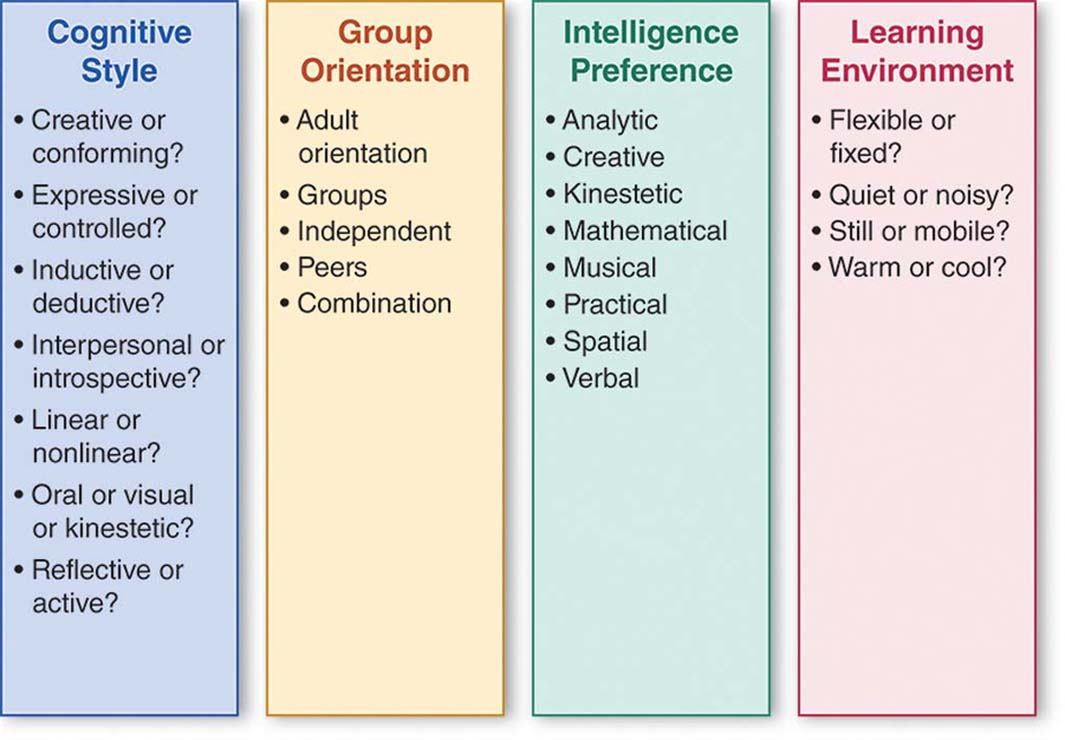 Cognitive
Style
• Creative or
conforming?
• Expressive or
controlled?
• Inductive or
deductive?
• Interpersonal or
introspective?
• Linear or
nonlinear?
• Oral or visual
or kinestetic?
• Reflective or
active?
Group
Orientation
• Adult
orientation
• Groups
• Independent
• Peers
• Combination
Intelligence
Preference
• Analytic
• Creative
• Kinestetic
• Mathematical
• Musical
• Practical
• Spatial
• Verbal
Learning
Environment
• Flexible or
fixed?
• Quiet or noisy?
• Still or mobile?
• Warm or cool?